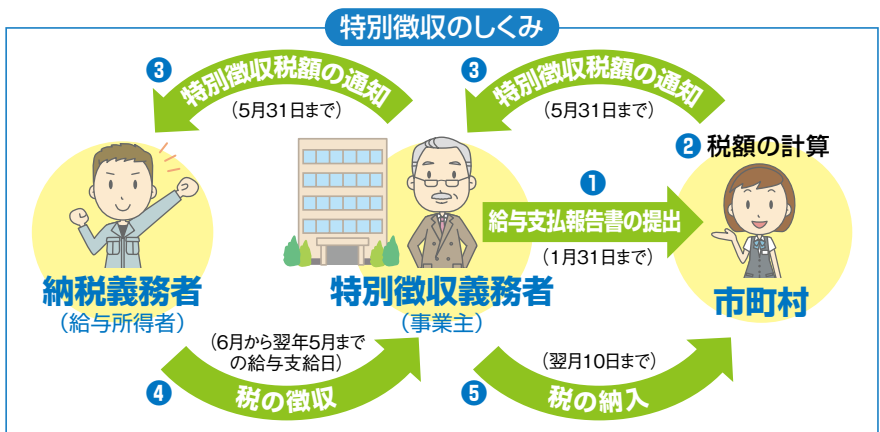 特別徴収のしくみ
❸ 特別徴収税額の通知
(5月31日まで)
❸ 特別徴収税額の通知
(5月31日まで)
❷ 税額の計算
❶
給与支払報告書の提出
(1月31日まで)
納税義務者
(給与所得者)
特別徴収義務者
(事業主)
市町村
(6月から翌年5月まで
の給与支給日)
❹ 税の徴収
(翌月10日まで)
❺ 税の納入